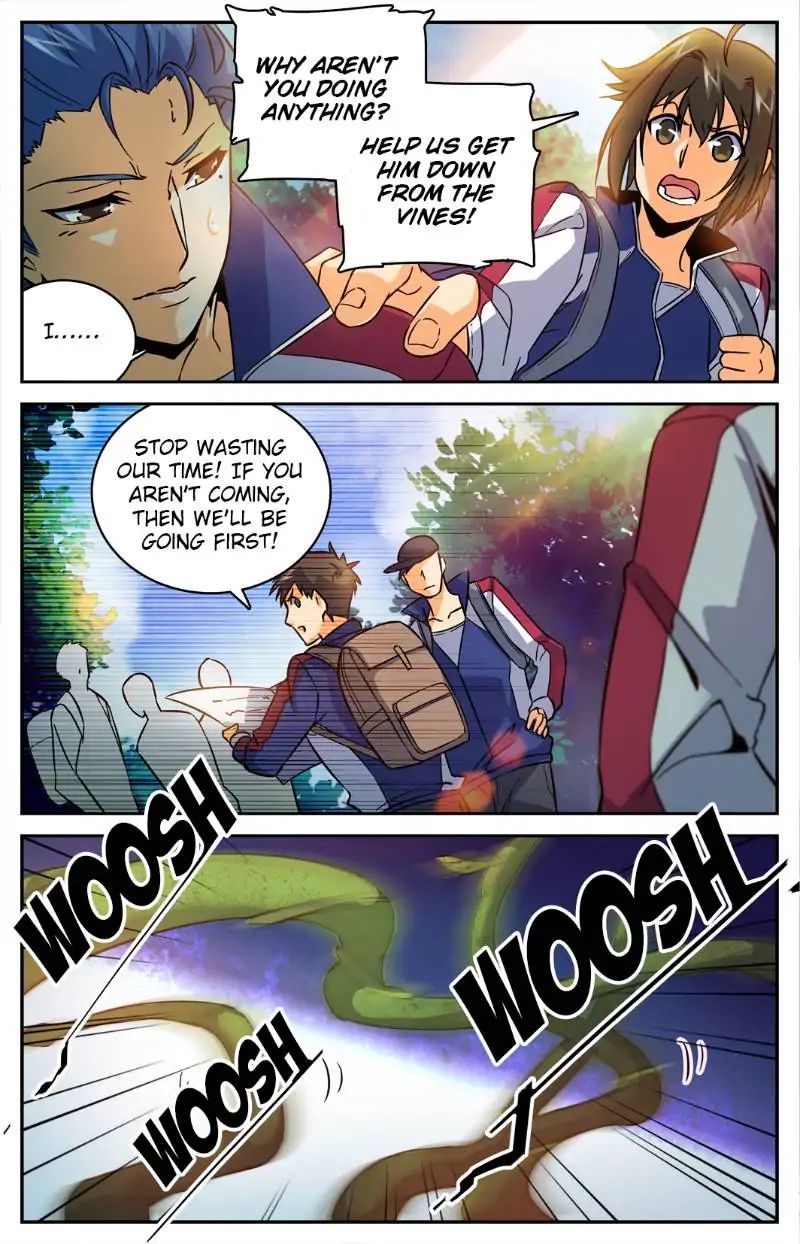 WHY AREN'T
YOU DOING
ANYTHING?
HELP US GET
HIM DOWN
FROM THE
VINES!
I......
STOP WASTING
OUR TIME! IF YOU
AREN'T COMING,
THEN WE'LL BE
GOING FIRST!
WOOSH
WOOSH
WOOSH